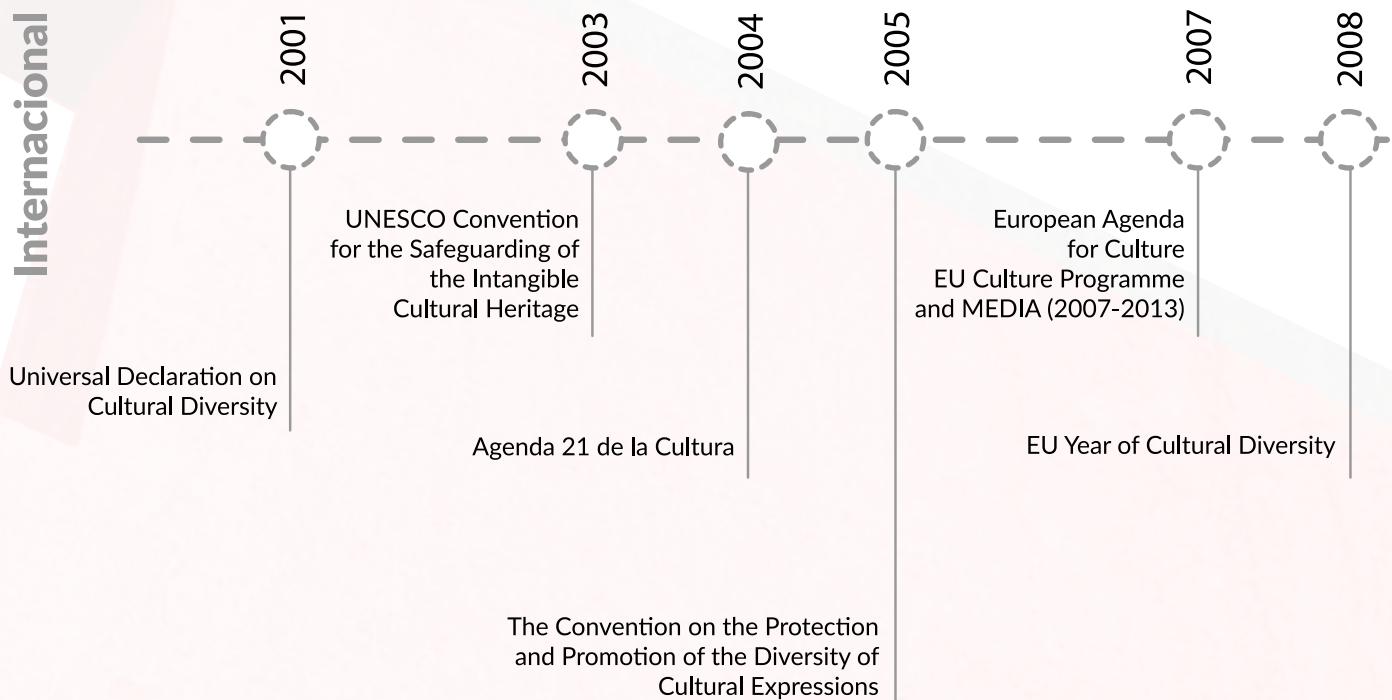 Internacional
2001
2003
2004
2005
2007
2008
UNESCO Convention
for the Safeguarding of
the Intangible
Cultural Heritage
European Agenda
for Culture
EU Culture Programme
and MEDIA (2007-2013)
Universal Declaration on
Cultural Diversity
Agenda 21 de la Cultura
EU Year of Cultural Diversity
The Convention on the Protection
and Promotion of the Diversity of
Cultural Expressions